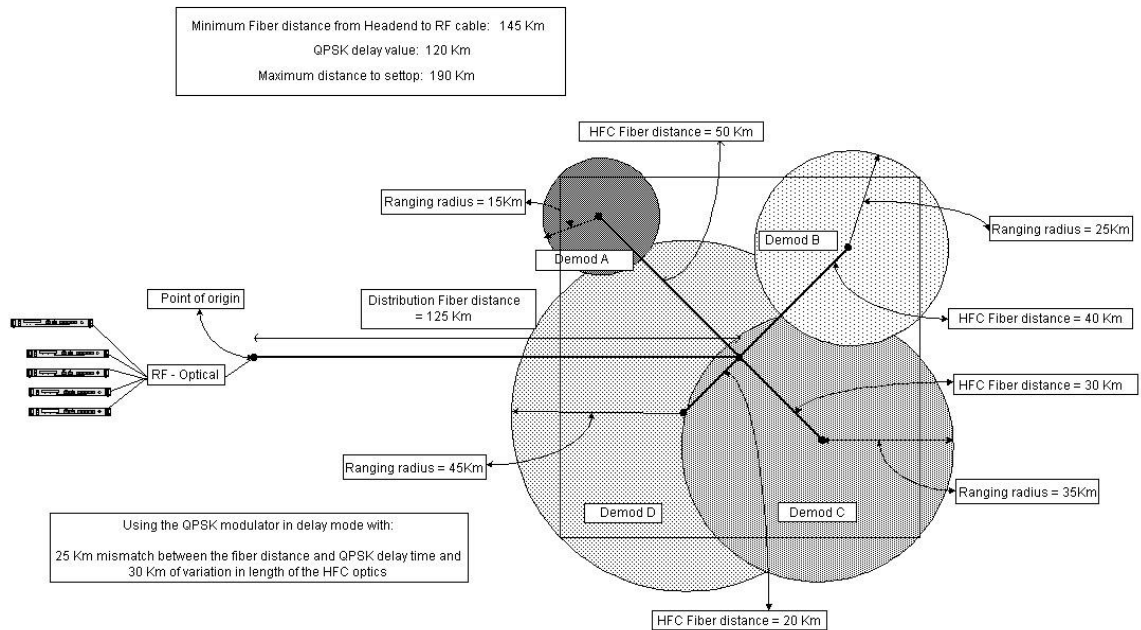 Minimum Fiber distance from Headend to RF cable: 145 Km
QPSK delay value: 120 Km
Maximum distance to settop: 190 Km
HFC Fiber distance = 50 Km
Ranging radius = 15Km
Demod B
Ranging radius = 25Km
Demod A
Point of origin
Distribution Fiber distance
= 125 Km
HFC Fiber distance = 40 Km
RF - Optical
HFC Fiber distance = 30 Km
Ranging radius = 45Km
Ranging radius = 35Km
Demod D
Demod C
Using the QPSK modulator in delay mode with:
25 Km mismatch between the fiber distance and QPSK delay time and
30 Km of variation in length of the HFC optics
HFC Fiber distance = 20 Km